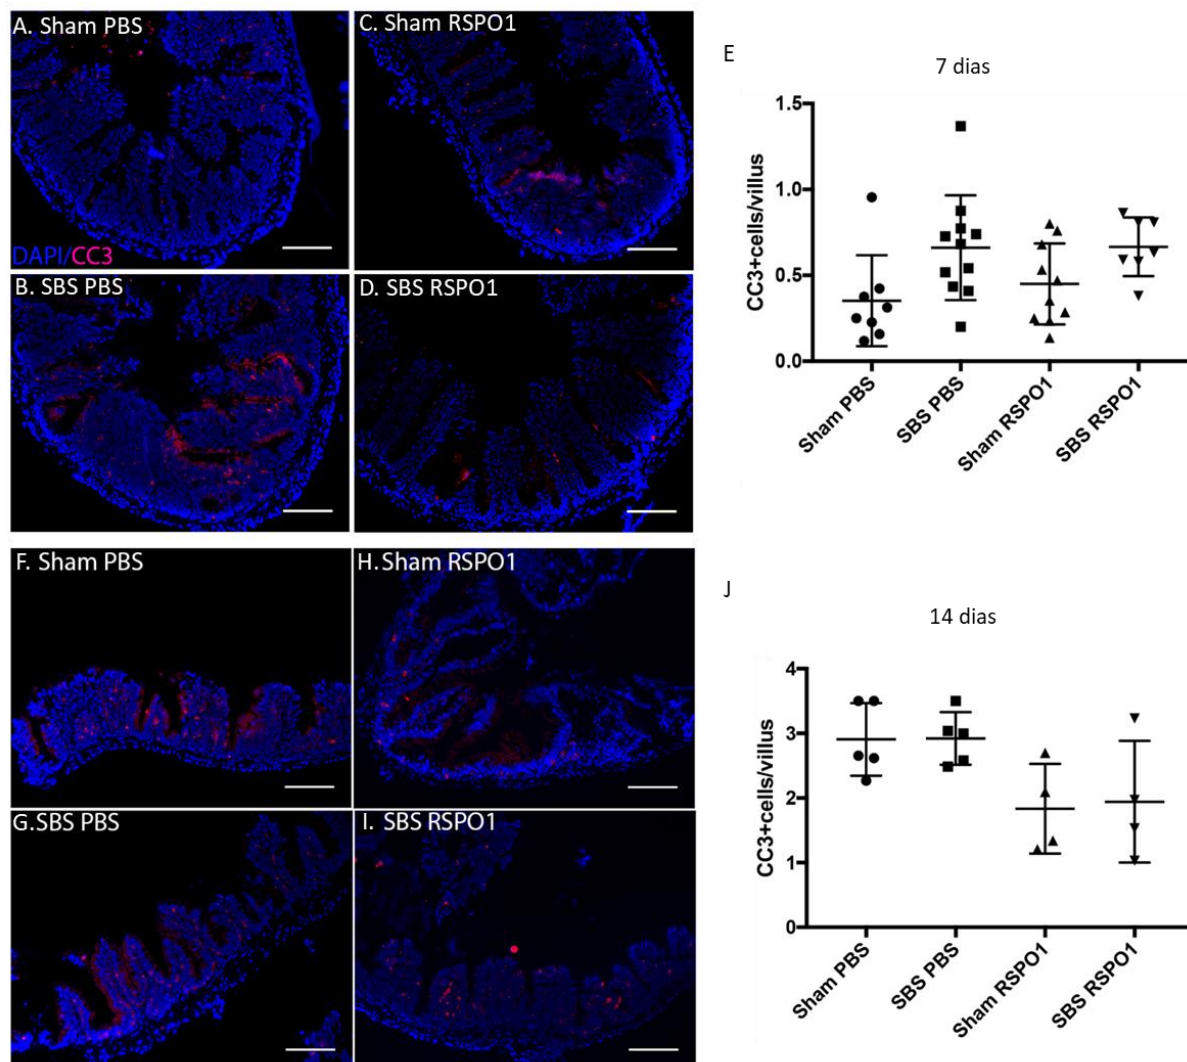 A. Sham PBS
C. Sham RSPO1
DAPI/CC3
B. SBS PBS
D. SBS RSPO1
E
7 dias
1.5
1.0
0.5
0.0
CC3+cells/villus
Sham PBS
SBS PBS
Sham RSPO1
SBS RSPO1
F. Sham PBS
H.Sham RSPO1
G.SBS PBS
I. SBS RSPO1
J
14 dias
4
3
2
1
0
CC3+cells/villus
Sham PBS
SBS PBS
Sham RSPO1
SBS RSPO1